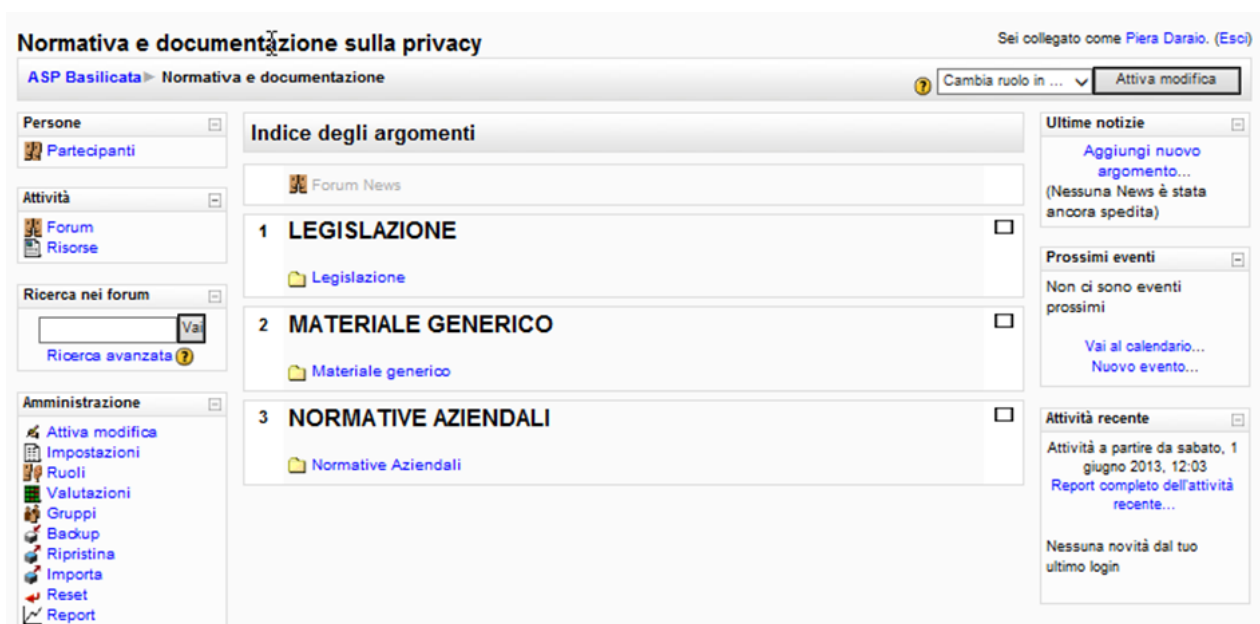 Normativa e documentazione sulla privacy
Sei collegato come Piera Daraio. (Esci)
ASP Basilicata ► Normativa e documentazione
Cambia ruolo in ...
Attiva modifica
Persone
Partecipanti
Attività
Forum
Risorse
Ricerca nei forum
Vai
Ricerca avanzata
Amministrazione
Attiva modifica
Impostazioni
Ruoli
Valutazioni
Gruppi
Backup
Ripristina
Importa
Reset
Report
Indice degli argomenti
Forum News
1 LEGISLAZIONE
Legislazione
2 MATERIALE GENERICO
Materiale generico
3 NORMATIVE AZIENDALI
Normative Aziendali
Ultime notizie
Aggiungi nuovo
argomento...
(Nessuna News è stata
ancora spedita)
Prossimi eventi
Non ci sono eventi
prossimi
Vai al calendario...
Nuovo evento...
Attività recente
Attività a partire da sabato, 1
giugno 2013, 12:03
Report completo dell'attività
recente...
Nessuna novità dal tuo
ultimo login